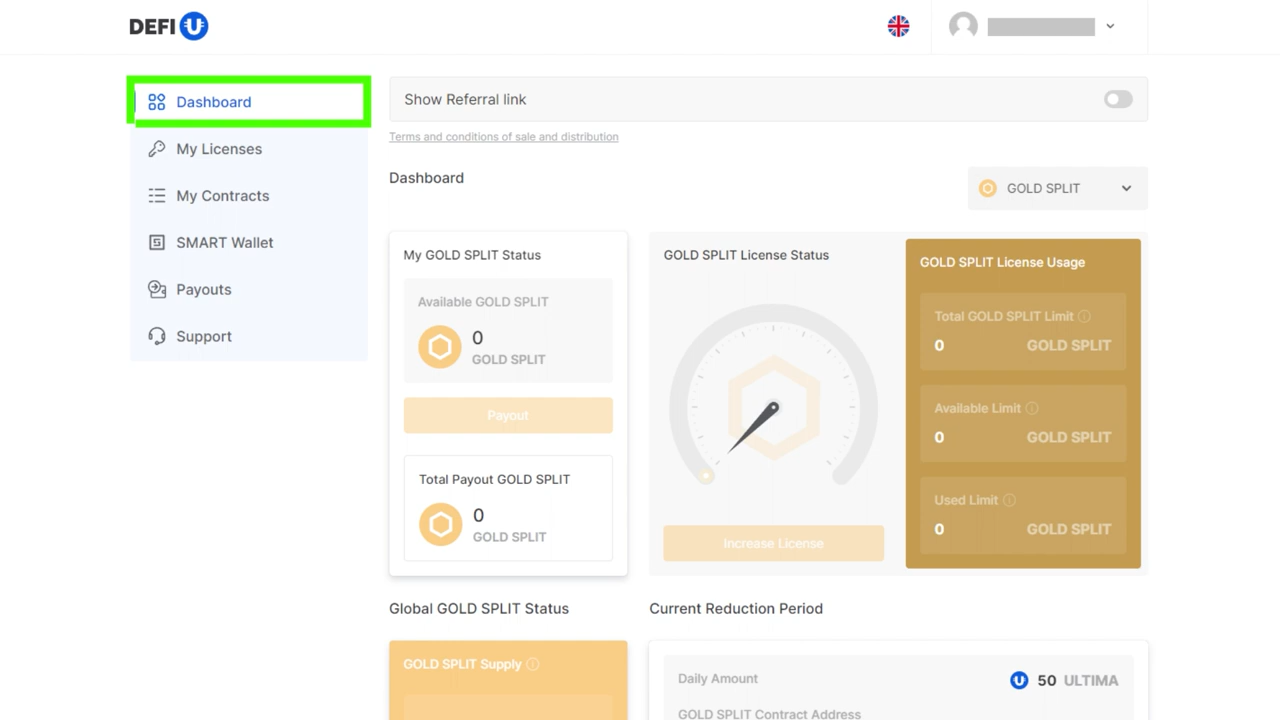 DEFI
Dashboard
My Licenses
My Contracts
SMART Wallet
Payouts
Support
Show Referral link
Terms and conditions of sale and distribution
Dashboard
GOLD SPLIT
My GOLD SPLIT Status
Available GOLD SPLIT
0
GOLD SPLIT
Payout
Total Payout GOLD SPLIT
0
GOLD SPLIT
GOLD SPLIT License Status
Increase License
GOLD SPLIT License Usage
Total GOLD SPLIT Limit
0 GOLD SPLIT
Available Limit
0 GOLD SPLIT
Used Limit
0 GOLD SPLIT
Global GOLD SPLIT Status
GOLD SPLIT Supply
Current Reduction Period
Daily Amount
50 ULTIMA
GOLD SPLIT Contract Address